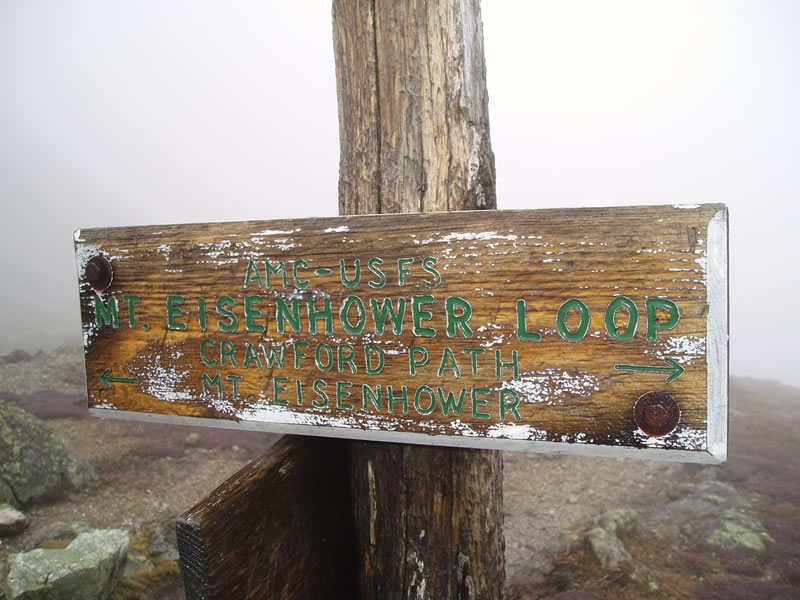 AMC-USFS
MT. EISENHOWER LOOP
CRAWFORD PATH →
← MT EISENHOWER